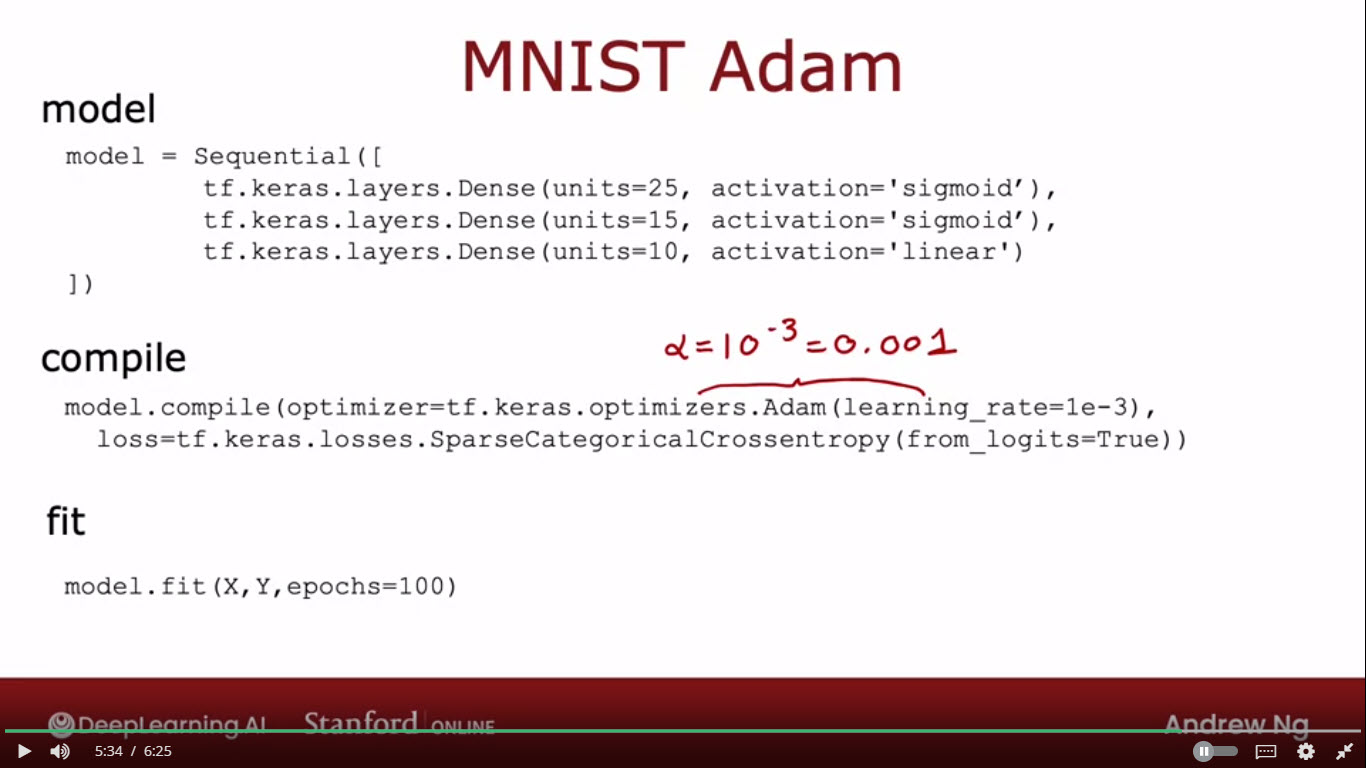 MNIST Adam
model
model = Sequential([
tf.keras.layers.Dense(units=25, activation='sigmoid’),
tf.keras.layers.Dense(units=15, activation='sigmoid’),
tf.keras.layers.Dense(units=10, activation='linear')
])
α=10⁻³=0.001
compile
model.compile(optimizer=tf.keras.optimizers.Adam(learning_rate=1e-3),
loss=tf.keras.losses.SparseCategoricalCrossentropy(from_logits=True))
fit
model.fit(X,Y,epochs=100)
DeepLearning.AI Stanford ONLINE Andrew Ng
5:34 / 6:25